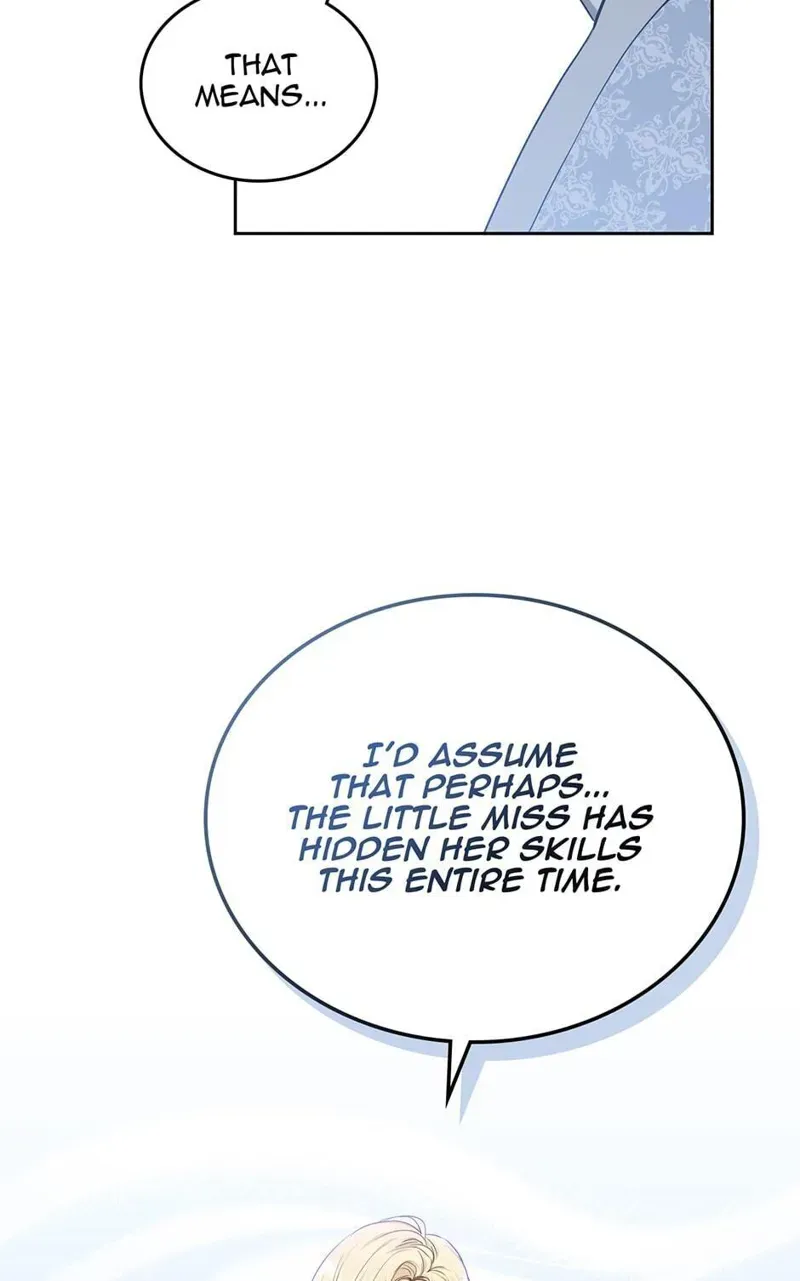 THAT
MEANS...
I'D ASSUME
THAT PERHAPS...
THE LITTLE MISS HAS
HIDDEN HER SKILLS
THIS ENTIRE TIME.